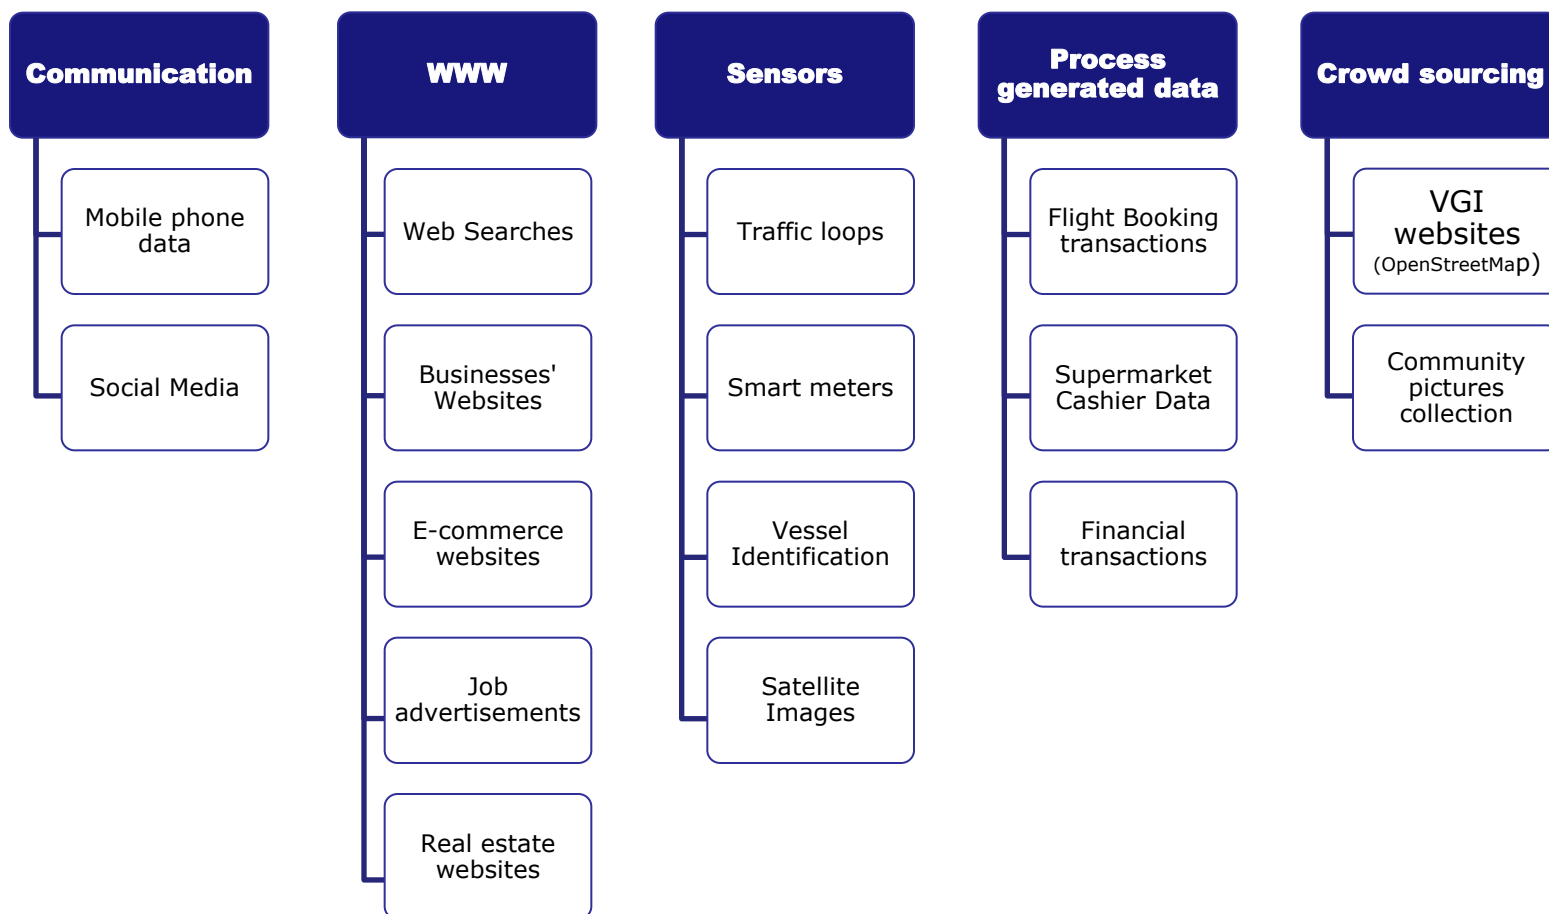 Communication
Mobile phone
data
Social Media
WWW
Web Searches
Businesses'
Websites
E-commerce
websites
Job
advertisements
Real estate
websites
Sensors
Traffic loops
Smart meters
Vessel
Identification
Satellite
Images
Process
generated data
Flight Booking
transactions
Supermarket
Cashier Data
Financial
transactions
Crowd sourcing
VGI
websites
(OpenStreetMap)
Community
pictures
collection